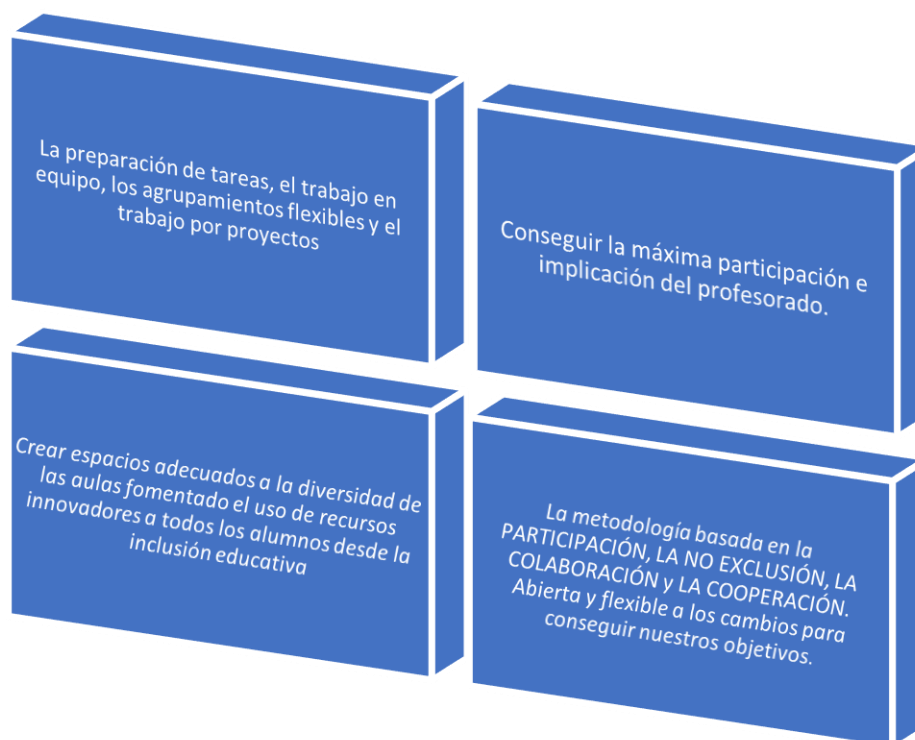 La preparación de tareas, el trabajo en
equipo, los agrupamientos flexibles y el
trabajo por proyectos
Conseguir la máxima participación e
implicación del profesorado.
Crear espacios adecuados a la diversidad de
las aulas fomentado el uso de recursos
innovadores a todos los alumnos desde la
inclusión educativa
La metodología basada en la
PARTICIPACIÓN, LA NO EXCLUSIÓN, LA
COLABORACIÓN y LA COOPERACIÓN.
Abierta y flexible a los cambios para
conseguir nuestros objetivos.